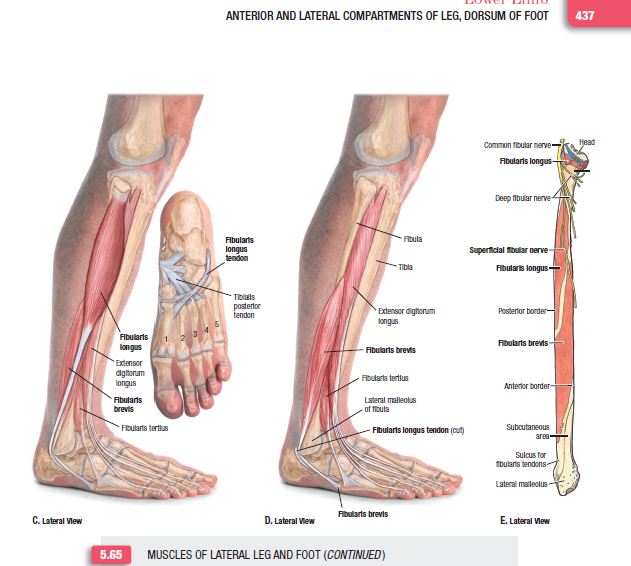 Lower Limb
ANTERIOR AND LATERAL COMPARTMENTS OF LEG, DORSUM OF FOOT
437
Fibularis
longus
tendon
Tibialis
posterior
tendon
1 2 3 4 5
Fibularis
longus
Extensor
digitorum
longus
Fibularis
brevis
Fibularis tertius
C. Lateral View
Fibula
Tibia
Extensor digitorum
longus
Fibularis brevis
Fibularis tertius
Lateral malleolus
of fibula
Fibularis longus tendon (cut)
Fibularis brevis
D. Lateral View
Common fibular nerve
Head
Fibularis longus
Deep fibular nerve
Superficial fibular nerve
Fibularis longus
Posterior border
Fibularis brevis
Anterior border
Subcutaneous
area
Sulcus for
fibularis tendons
Lateral malleolus
E. Lateral View
5.65
MUSCLES OF LATERAL LEG AND FOOT (CONTINUED)